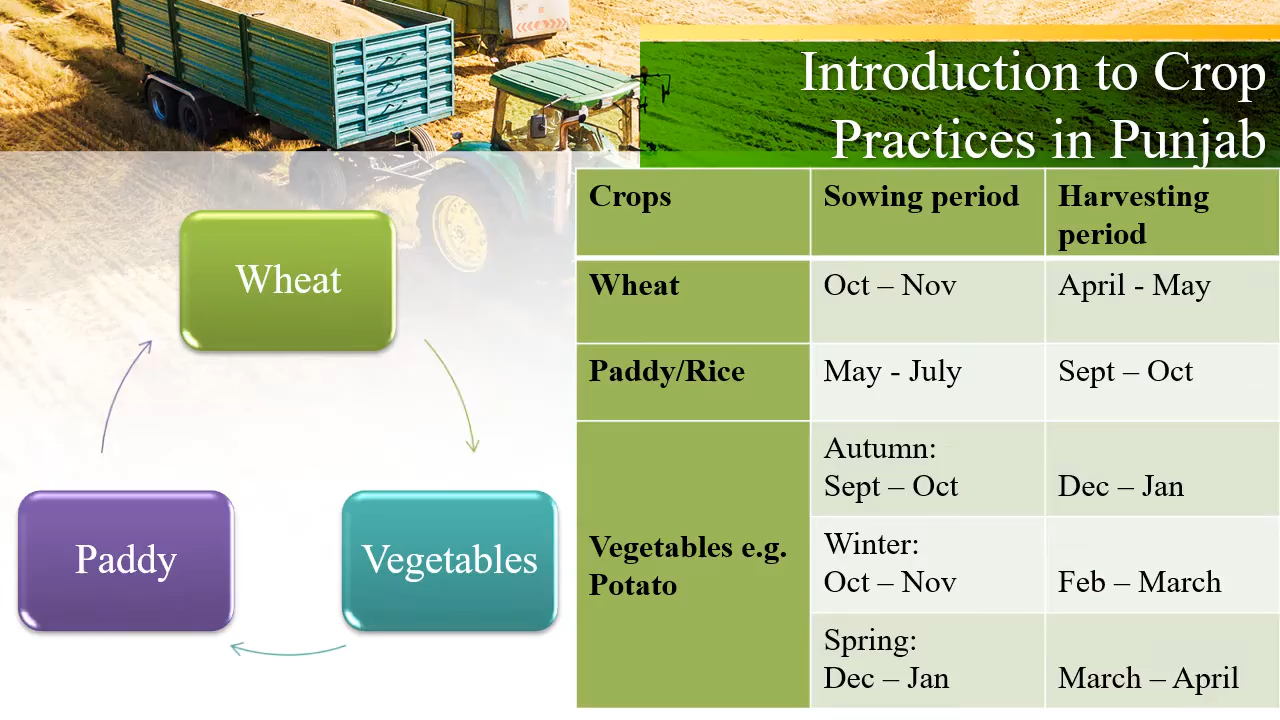 Introduction to Crop
Practices in Punjab
Wheat
Vegetables
Paddy
Crops
Sowing period
Harvesting
period
Wheat
Oct – Nov
April - May
Paddy/Rice
May - July
Sept – Oct
Vegetables e.g.
Potato
Autumn:
Sept – Oct
Dec – Jan
Winter:
Oct – Nov
Feb – March
Spring:
Dec – Jan
March – April